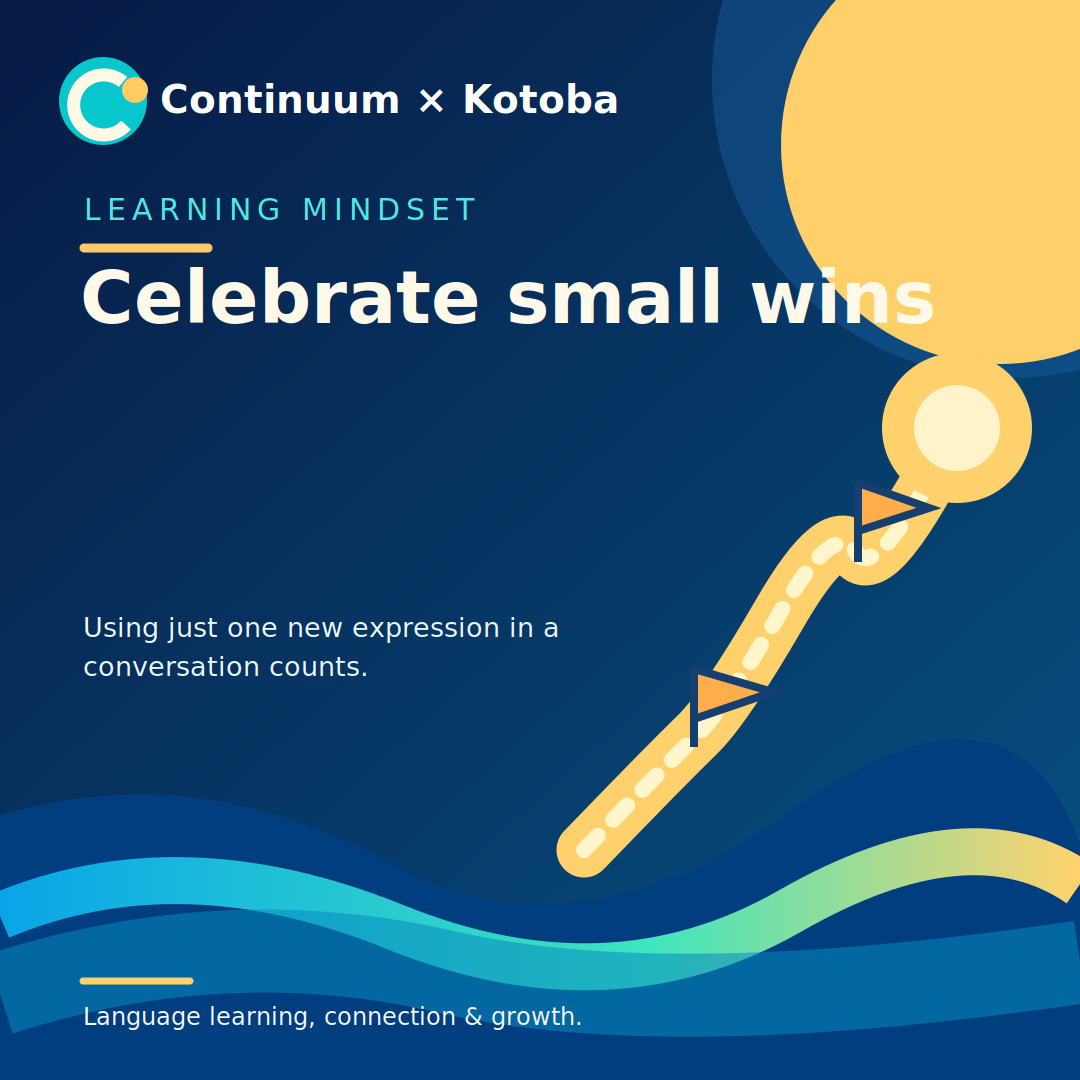 Continuum × Kotoba
LEARNING MINDSET
Celebrate small wins
Using just one new expression in a
conversation counts.
Language learning, connection & growth.